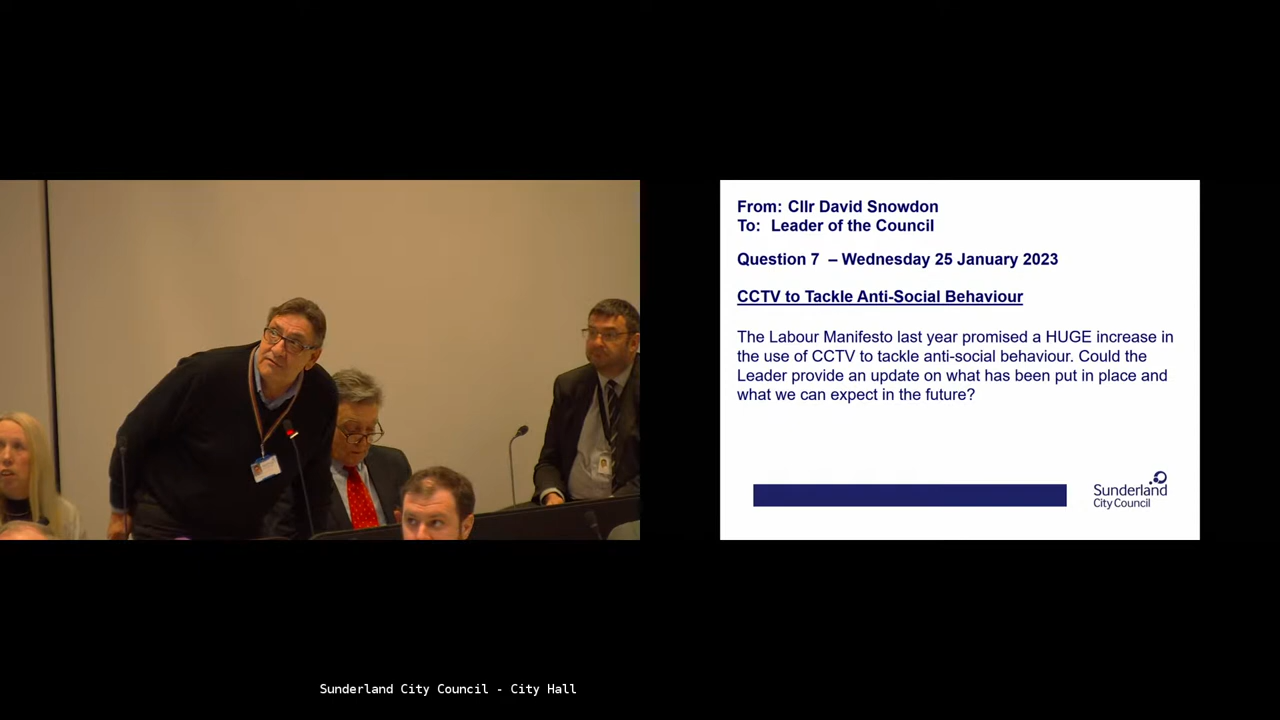 From: Cllr David Snowdon
To: Leader of the Council
Question 7 – Wednesday 25 January 2023
CCTV to Tackle Anti-Social Behaviour
The Labour Manifesto last year promised a HUGE increase in
the use of CCTV to tackle anti-social behaviour. Could the
Leader provide an update on what has been put in place and
what we can expect in the future?
Sunderland
City Council
Sunderland City Council - City Hall